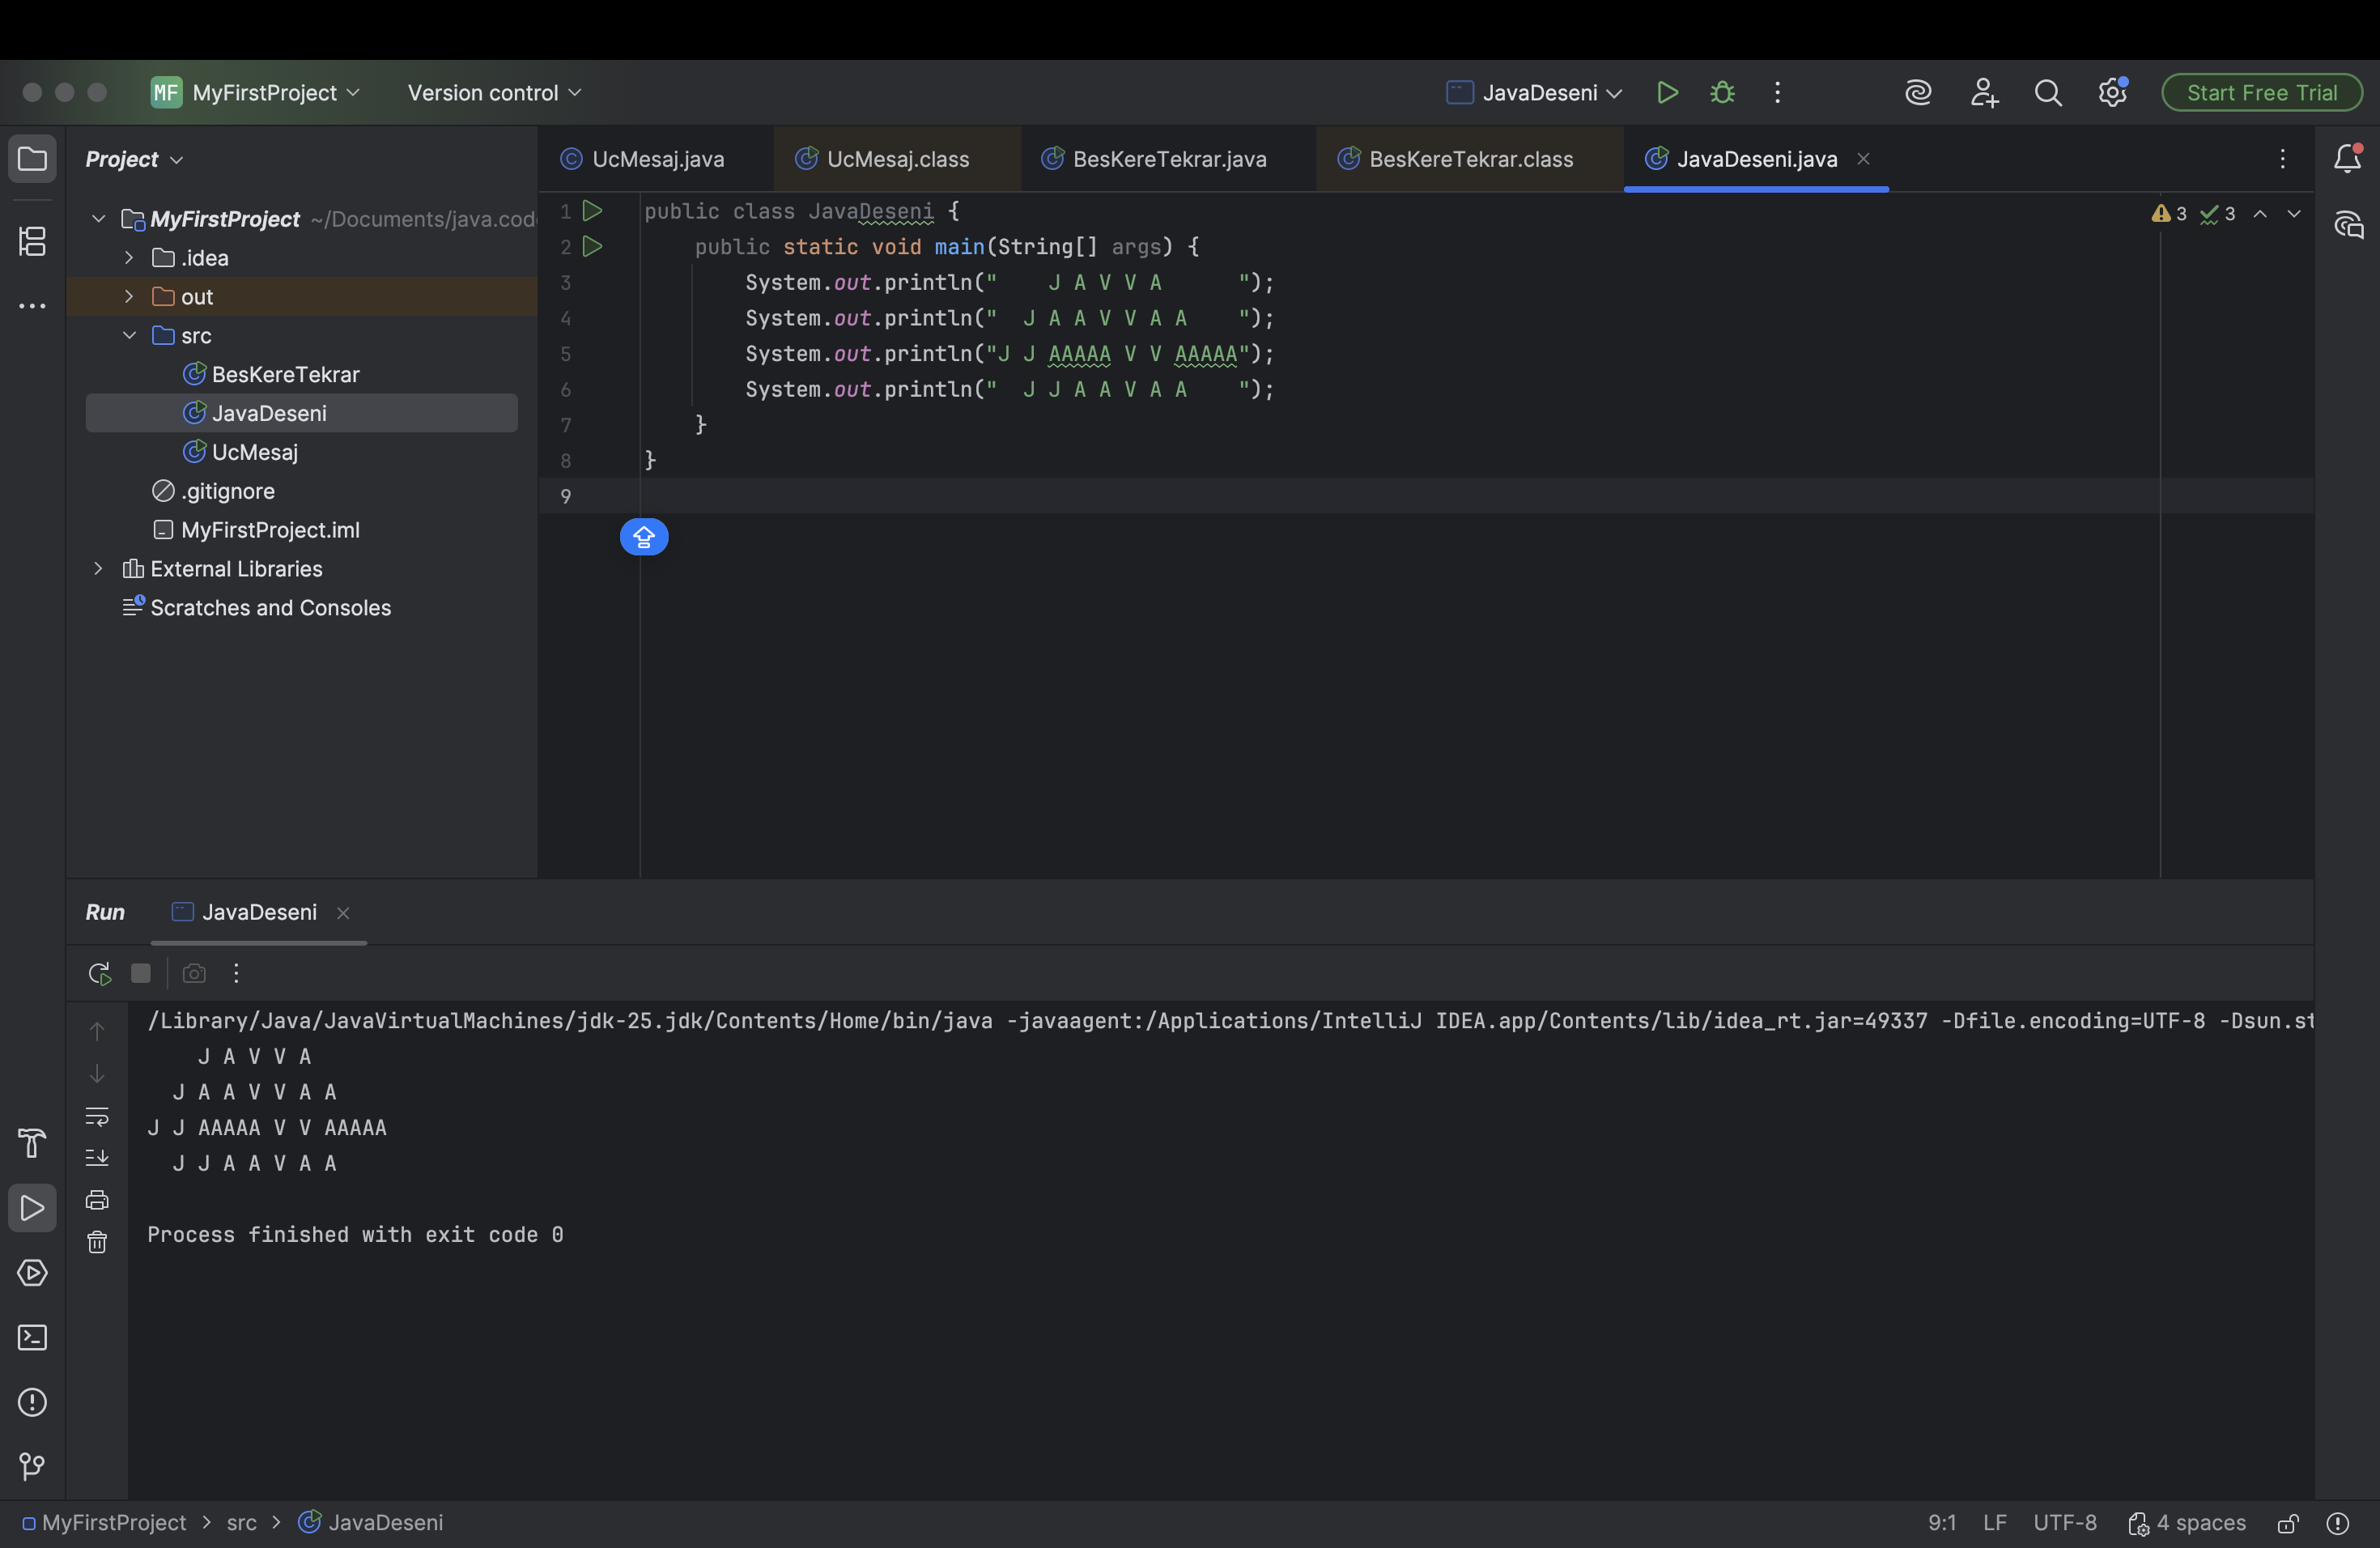 MF MyFirstProject Version control JavaDeseni Start Free Trial
Project
UcMesaj.java UcMesaj.class BesKereTekrar.java BesKereTekrar.class JavaDeseni.java
MyFirstProject ~/Documents/java.cod
.idea
out
src
BesKereTekrar
JavaDeseni
UcMesaj
.gitignore
MyFirstProject.iml
External Libraries
Scratches and Consoles
3 3
1 public class JavaDeseni {
2     public static void main(String[] args) {
3         System.out.println("    J A V V A      ");
4         System.out.println("  J A A V V A A    ");
5         System.out.println("J J AAAAA V V AAAAA");
6         System.out.println("  J J A A V A A    ");
7     }
8 }
9
Run JavaDeseni
/Library/Java/JavaVirtualMachines/jdk-25.jdk/Contents/Home/bin/java -javaagent:/Applications/IntelliJ IDEA.app/Contents/lib/idea_rt.jar=49337 -Dfile.encoding=UTF-8 -Dsun.st
    J A V V A
  J A A V V A A
J J AAAAA V V AAAAA
  J J A A V A A
Process finished with exit code 0
MyFirstProject > src > JavaDeseni 9:1 LF UTF-8 4 spaces